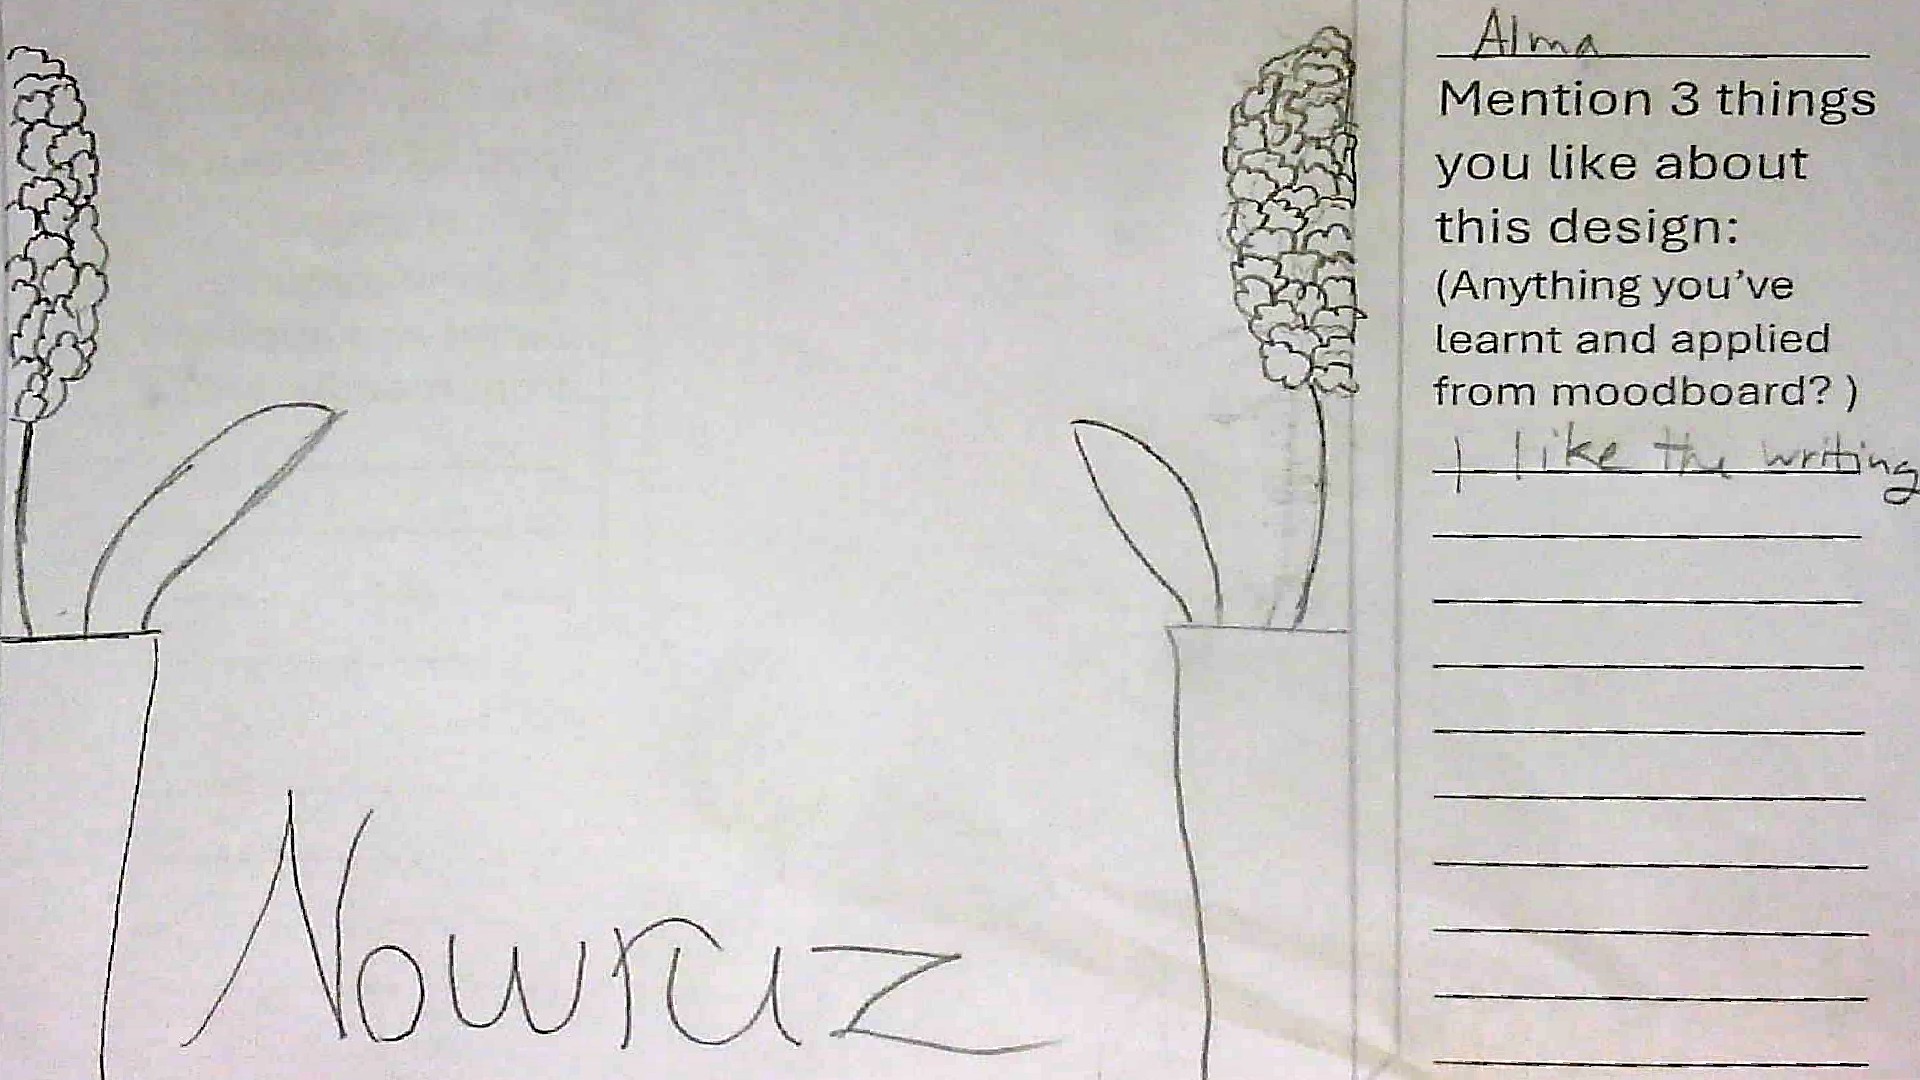 Alma
Mention 3 things
you like about
this design:
(Anything you've
learnt and applied
from moodboard? )
I like the writing
Nowruz